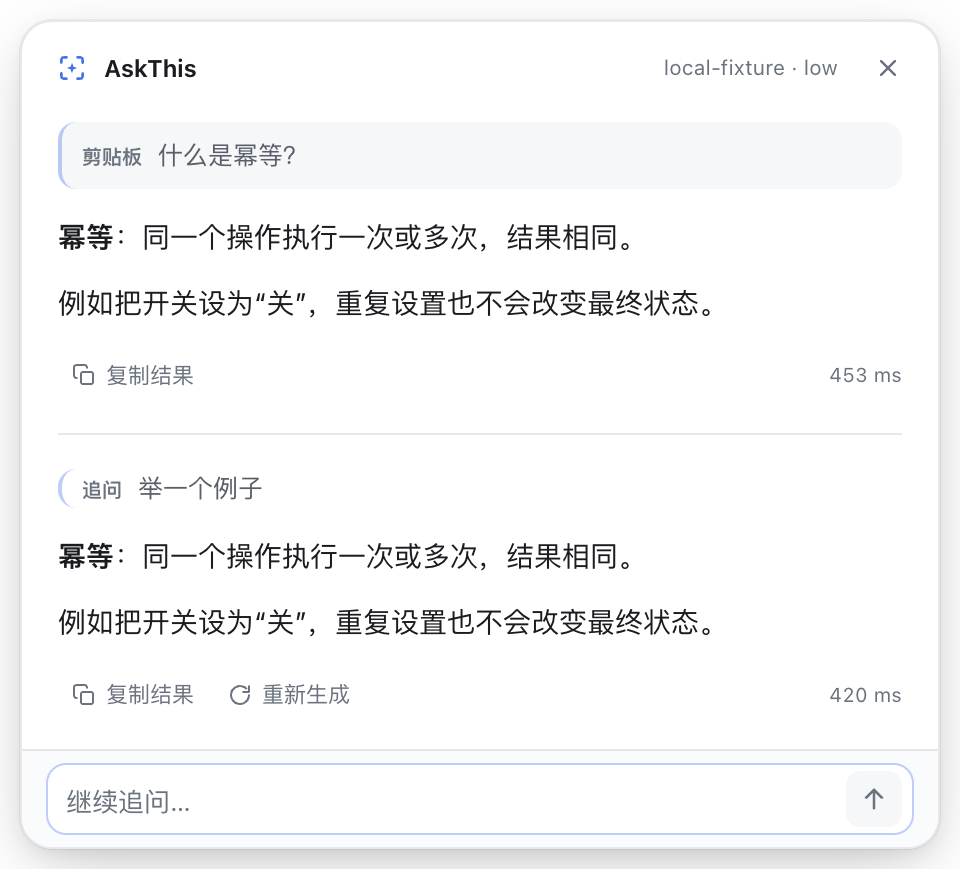 AskThis
local-fixture · low
剪贴板 什么是幂等?
幂等：同一个操作执行一次或多次，结果相同。
例如把开关设为“关”，重复设置也不会改变最终状态。
复制结果
453 ms
追问 举一个例子
幂等：同一个操作执行一次或多次，结果相同。
例如把开关设为“关”，重复设置也不会改变最终状态。
复制结果 重新生成
420 ms
继续追问...